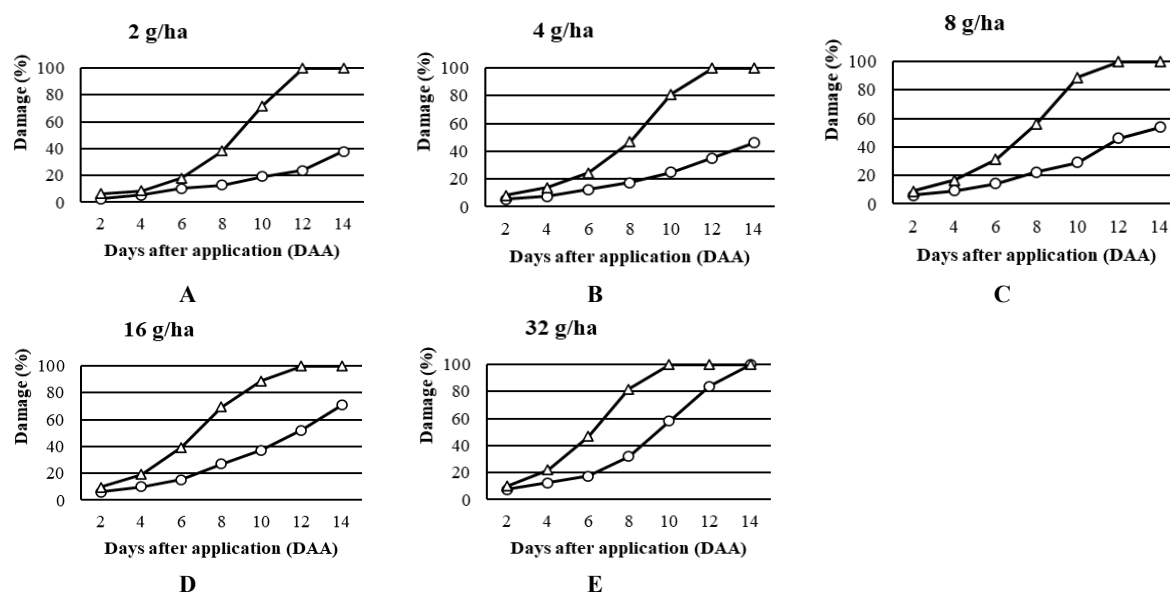 2 g/ha
Damage (%)
100
80
60
40
20
0
2 4 6 8 10 12 14
Days after application (DAA)
A
4 g/ha
Damage (%)
100
80
60
40
20
0
2 4 6 8 10 12 14
Days after application (DAA)
B
8 g/ha
Damage (%)
100
80
60
40
20
0
2 4 6 8 10 12 14
Days after application (DAA)
C
16 g/ha
Damage (%)
100
80
60
40
20
0
2 4 6 8 10 12 14
Days after application (DAA)
D
32 g/ha
Damage (%)
100
80
60
40
20
0
2 4 6 8 10 12 14
Days after application (DAA)
E